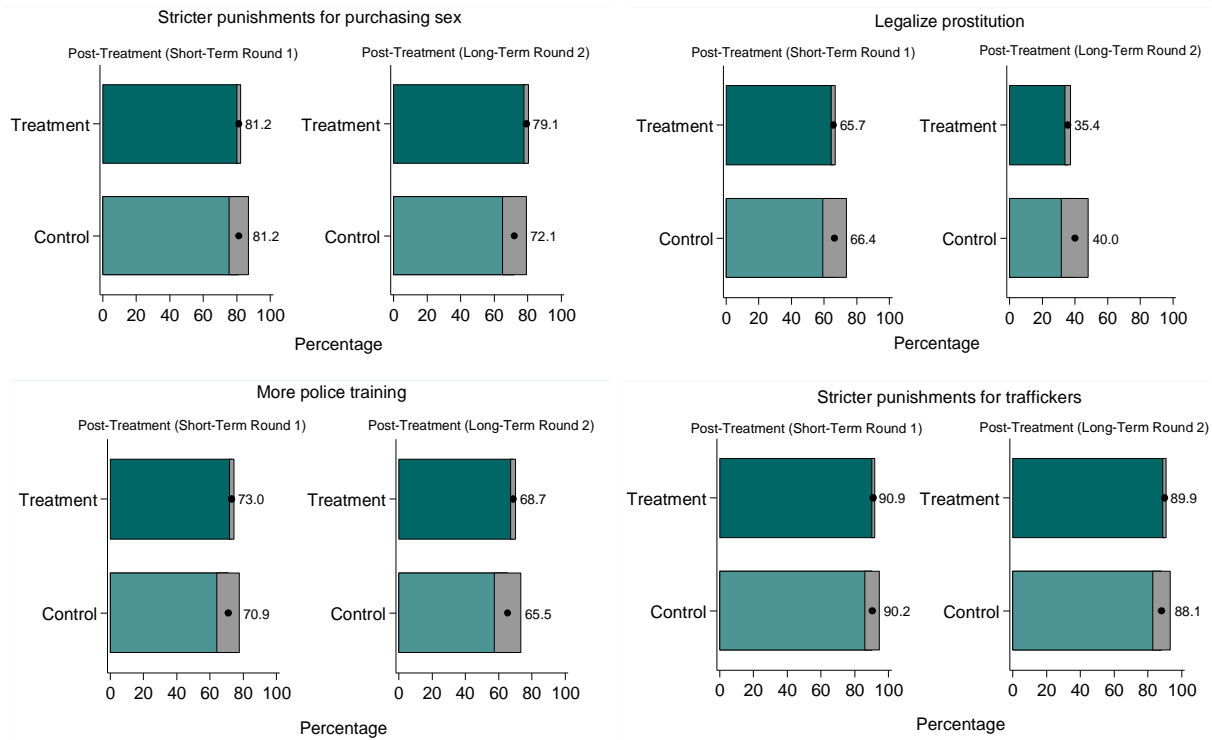 Stricter punishments for purchasing sex
Post-Treatment (Short-Term Round 1)
Treatment
81.2
Control
81.2
0 20 40 60 80 100
Post-Treatment (Long-Term Round 2)
Treatment
79.1
Control
72.1
0 20 40 60 80 100
Percentage
Legalize prostitution
Post-Treatment (Short-Term Round 1)
Treatment
65.7
Control
66.4
0 20 40 60 80 100
Post-Treatment (Long-Term Round 2)
Treatment
35.4
Control
40.0
0 20 40 60 80 100
Percentage
More police training
Post-Treatment (Short-Term Round 1)
Treatment
73.0
Control
70.9
0 20 40 60 80 100
Post-Treatment (Long-Term Round 2)
Treatment
68.7
Control
65.5
0 20 40 60 80 100
Percentage
Stricter punishments for traffickers
Post-Treatment (Short-Term Round 1)
Treatment
90.9
Control
90.2
0 20 40 60 80 100
Post-Treatment (Long-Term Round 2)
Treatment
89.9
Control
88.1
0 20 40 60 80 100
Percentage